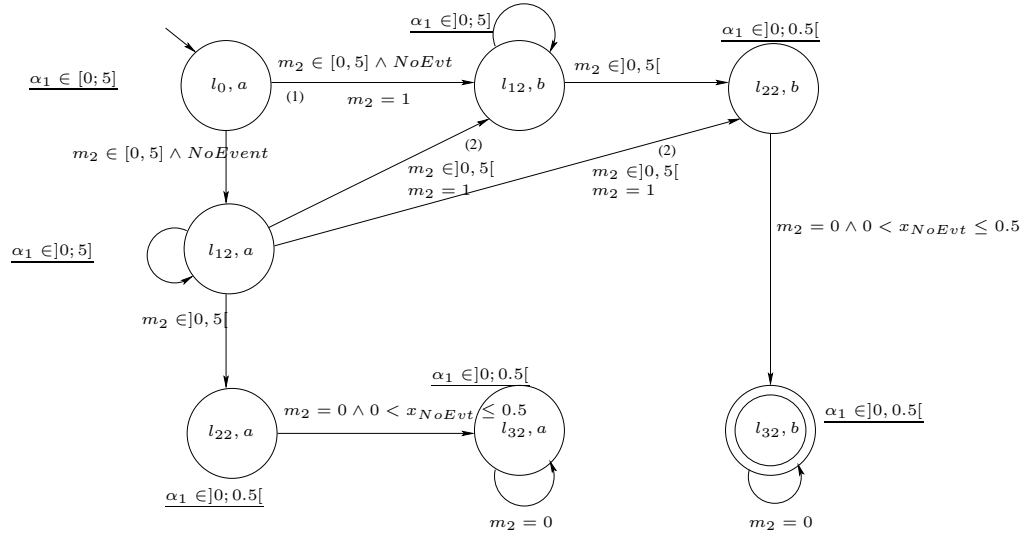 α₁ ∈]0; 5]
α₁ ∈]0; 0.5[
α₁ ∈ [0; 5]
l₀, a
m₂ ∈ [0, 5] ∧ NoEvt
(1)
m₂ = 1
l₁₂, b
m₂ ∈]0, 5[
l₂₂, b
m₂ ∈ [0, 5] ∧ NoEvent
(2)
m₂ ∈]0, 5[
m₂ = 1
(2)
m₂ ∈]0, 5[
m₂ = 1
α₁ ∈]0; 5]
l₁₂, a
m₂ = 0 ∧ 0 < x_NoEvt ≤ 0.5
m₂ ∈]0, 5[
α₁ ∈]0; 0.5[
l₂₂, a
m₂ = 0 ∧ 0 < x_NoEvt ≤ 0.5
l₃₂, a
l₃₂, b
α₁ ∈]0, 0.5[
α₁ ∈]0; 0.5[
m₂ = 0
m₂ = 0